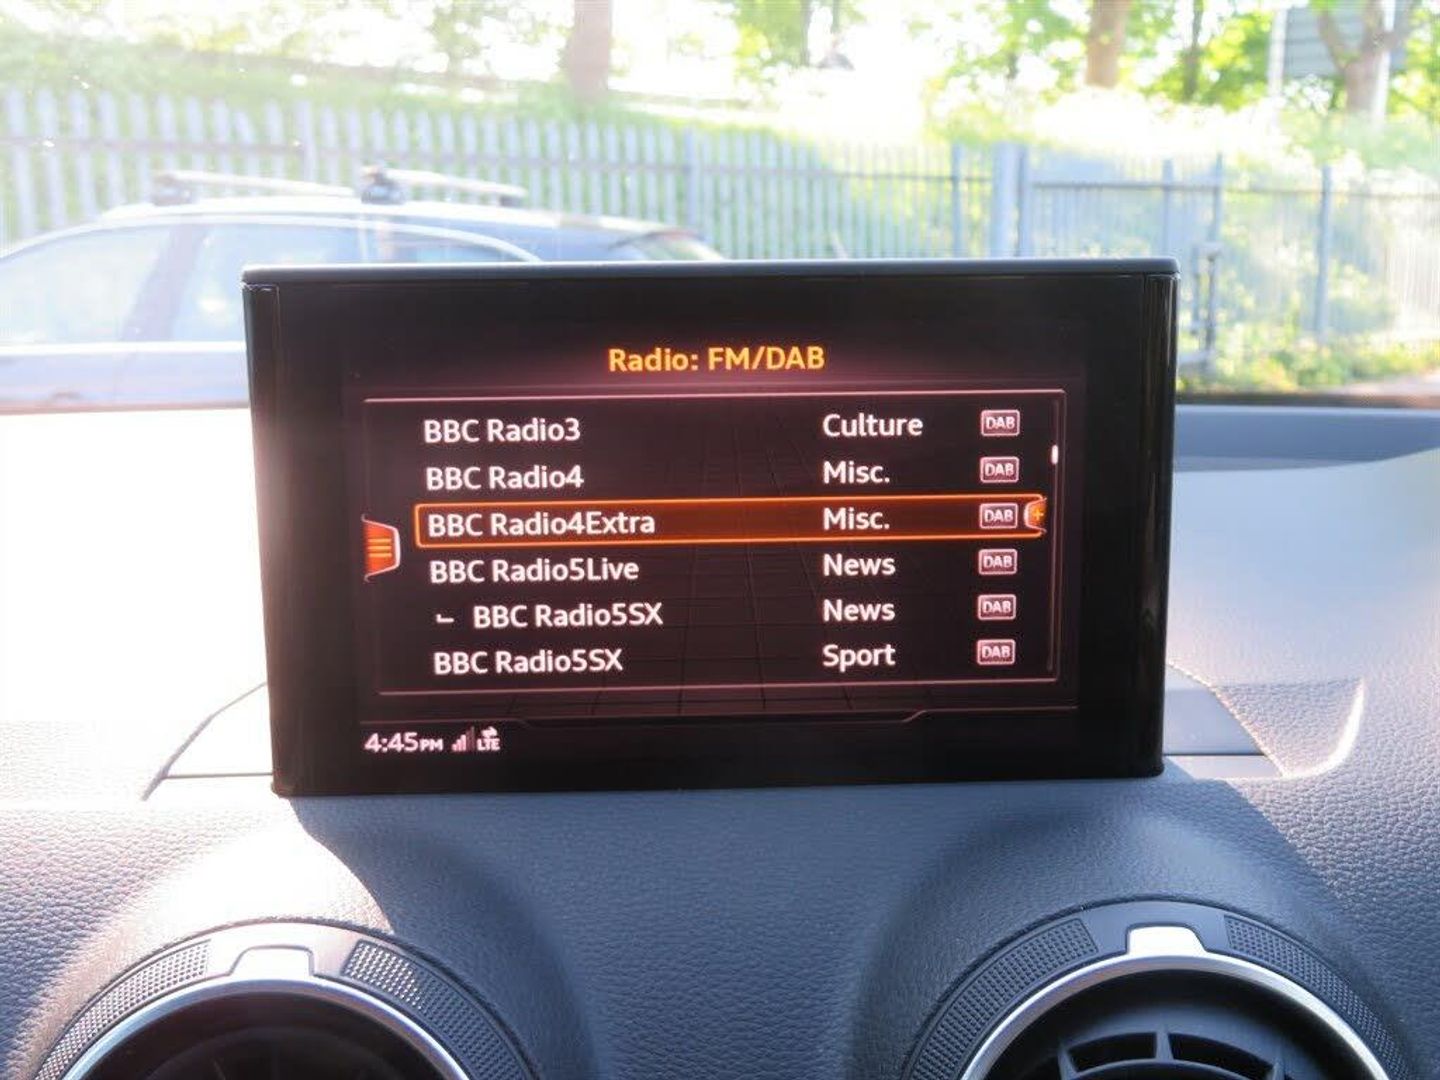 Radio: FM/DAB
BBC Radio3 Culture DAB
BBC Radio4 Misc. DAB
BBC Radio4Extra Misc. DAB
BBC Radio5Live News DAB
BBC Radio5SX News DAB
BBC Radio5SX Sport DAB
4:45PM LTE